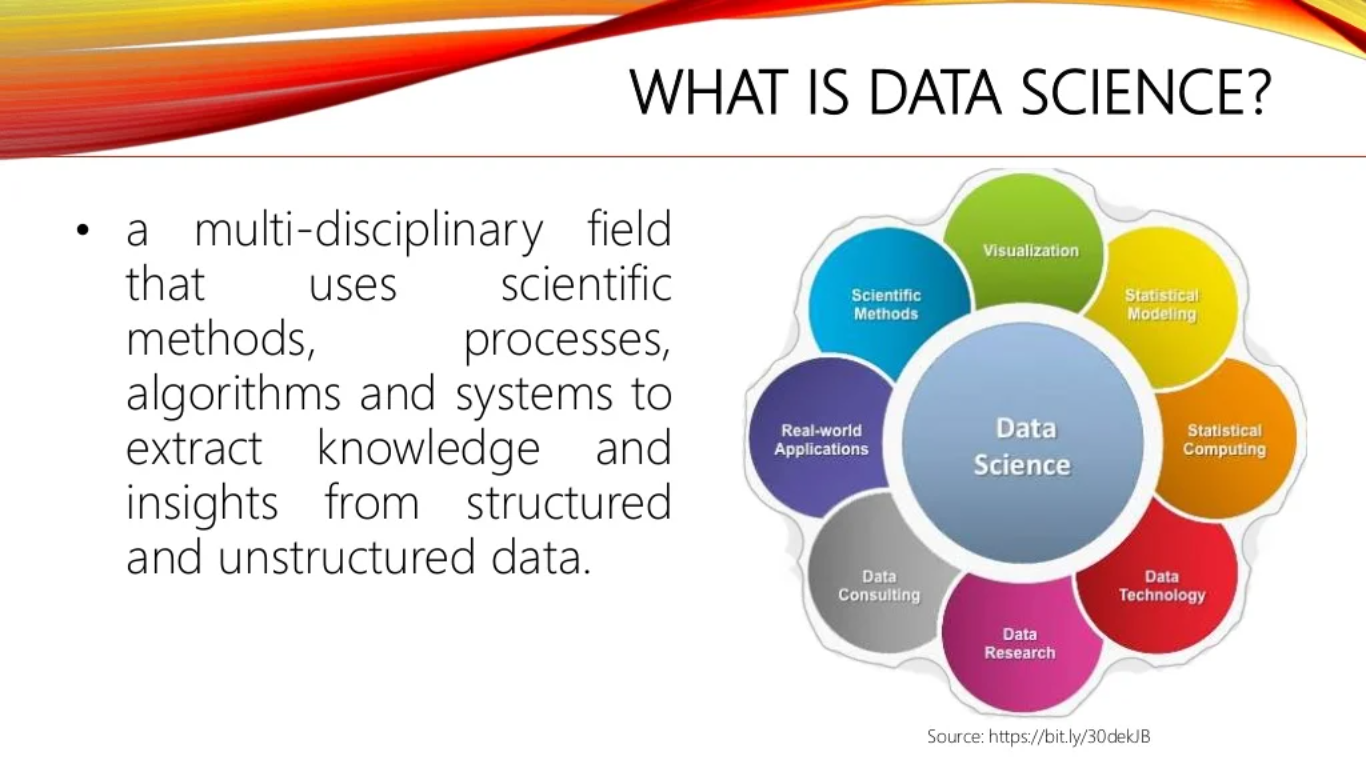 WHAT IS DATA SCIENCE?
• a multi-disciplinary field
that uses scientific
methods, processes,
algorithms and systems to
extract knowledge and
insights from structured
and unstructured data.
Visualization
Scientific
Methods
Statistical
Modeling
Real-world
Applications
Data
Science
Statistical
Computing
Data
Consulting
Data
Technology
Data
Research
Source: https://bit.ly/30dekJB